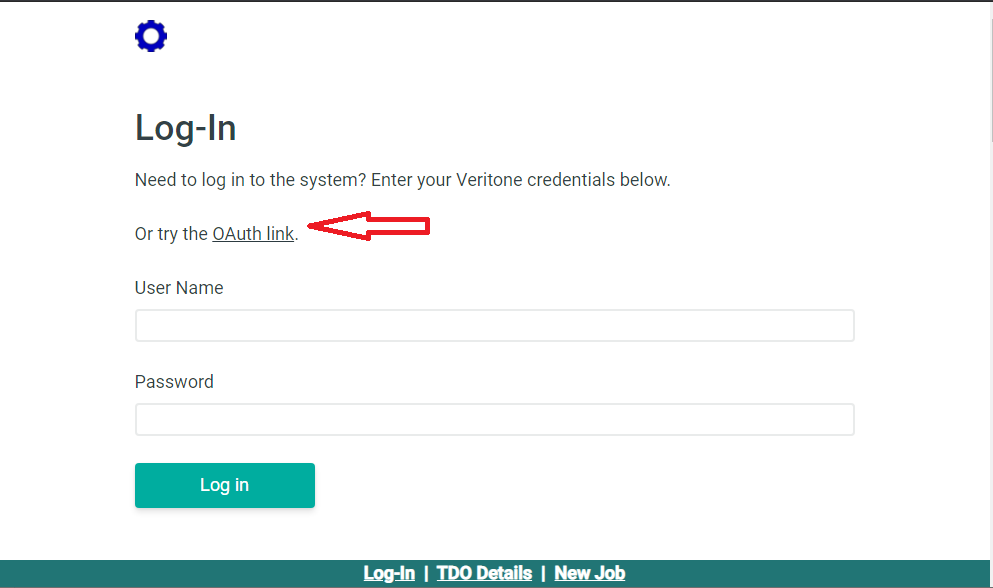 Log-In
Need to log in to the system? Enter your Veritone credentials below.
Or try the OAuth link.
User Name
Password
Log in
Log-In | TDO Details | New Job